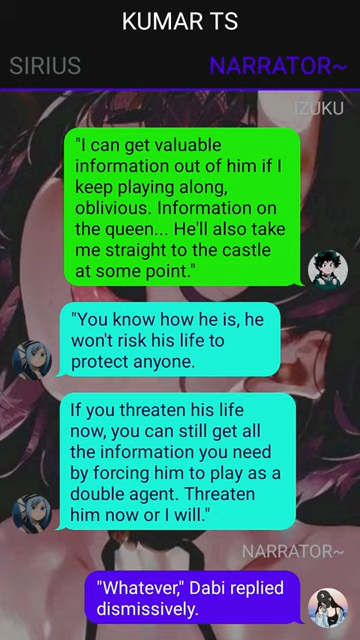 KUMAR TS
SIRIUS
NARRATOR~
IZUKU
"I can get valuable
information out of him if I
keep playing along,
oblivious. Information on
the queen... He'll also take
me straight to the castle
at some point."
"You know how he is, he
won't risk his life to
protect anyone.
If you threaten his life
now, you can still get all
the information you need
by forcing him to play as a
double agent. Threaten
him now or I will."
NARRATOR~
"Whatever," Dabi replied
dismissively.